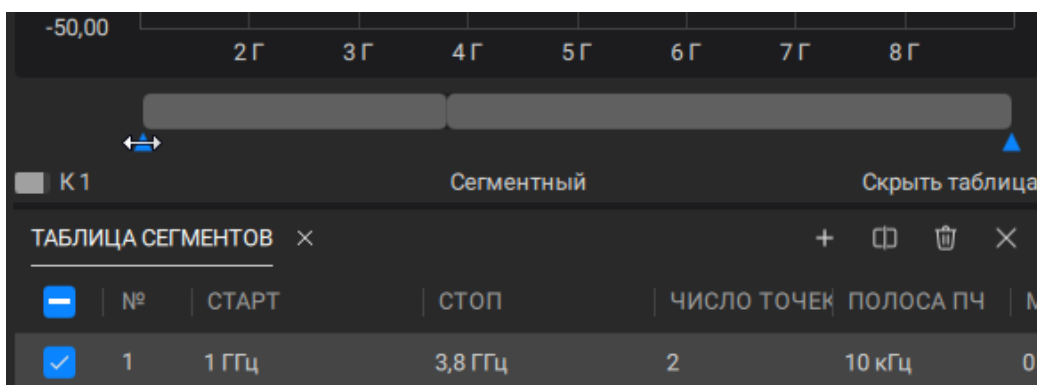 -50,00
2 Г 3 Г 4 Г 5 Г 6 Г 7 Г 8 Г
К 1 Сегментный Скрыть таблица
ТАБЛИЦА СЕГМЕНТОВ
№ СТАРТ СТОП ЧИСЛО ТОЧЕК ПОЛОСА ПЧ
1 1 ГГц 3,8 ГГц 2 10 кГц 0